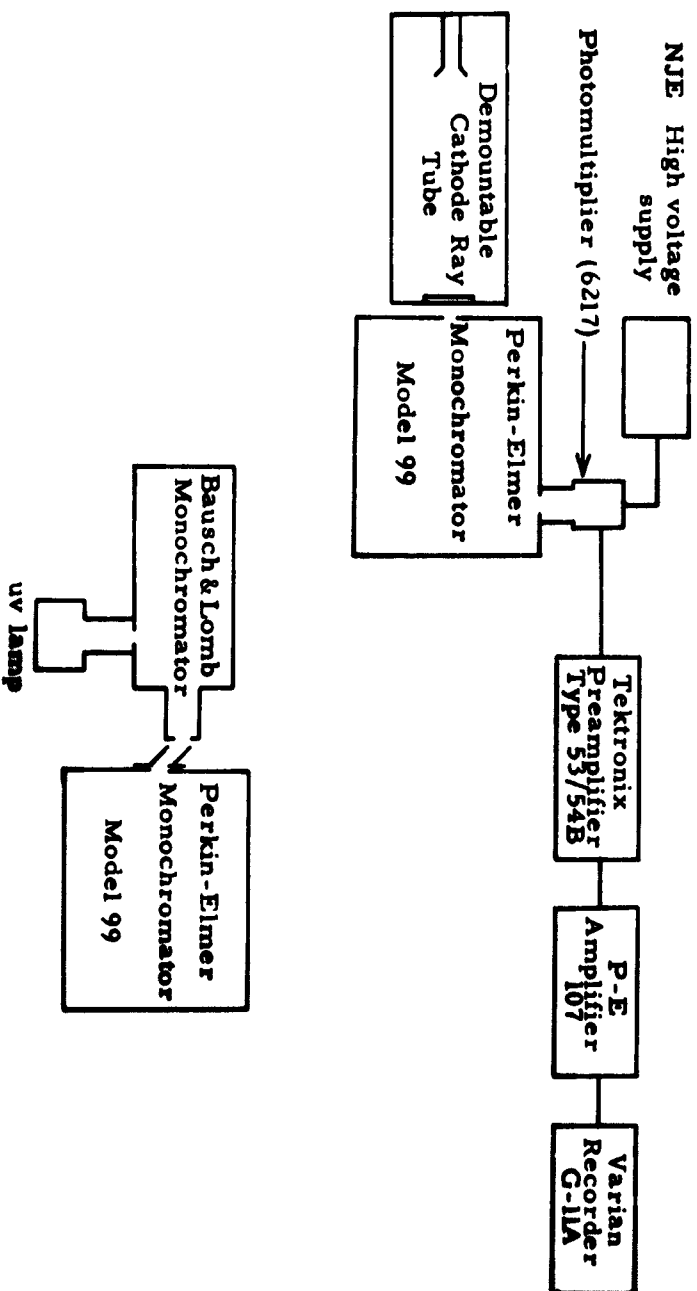 NJE High voltage
supply
Photomultiplier (6217)
Demountable
Cathode Ray
Tube
Perkin-Elmer
Monochromator
Model 99
Tektronix
Preamplifier
Type 53/54B
P-E
Amplifier
107
Varian
Recorder
G-11A
Bausch & Lomb
Monochromator
uv lamp
Perkin-Elmer
Monochromator
Model 99